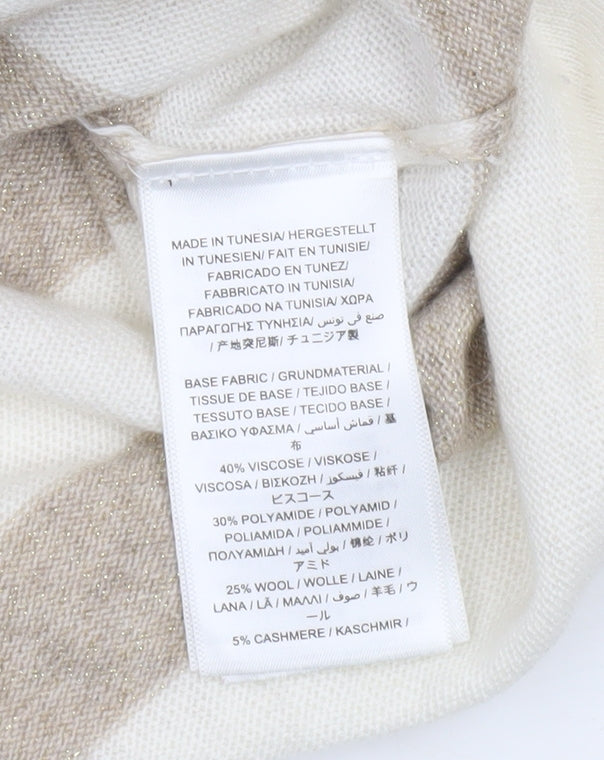 MADE IN TUNESIA/ HERGESTELLT
IN TUNESIEN/ FAIT EN TUNISIE/
FABRICADO EN TUNEZ/
FABBRICATO IN TUNISIA/
FABRICADO NA TUNISIA/ ΧΩΡΑ
ΠΑΡΑΓΩΓΗΣ ΤΥΝΗΣΙΑ/ صنع في تونس
/ 产地突尼斯/ チュニジア製
BASE FABRIC / GRUNDMATERIAL /
TISSUE DE BASE / TEJIDO BASE /
TESSUTO BASE / TECIDO BASE /
ΒΑΣΙΚΟ ΥΦΑΣΜΑ / قماش أساسي / 基
布
40% VISCOSE / VISKOSE /
VISCOSA / ΒΙΣΚΟΖΗ / فيسكوز / 粘纤 /
ビスコース
30% POLYAMIDE / POLYAMID /
POLIAMIDA / POLIAMMIDE /
ΠΟΛΥΑΜΙΔΗ / بولي أميد / 锦纶 / ポリ
アミド
25% WOOL / WOLLE / LAINE /
LANA / LÃ / ΜΑΛΛΙ / صوف / 羊毛 / ウ
ール
5% CASHMERE / KASCHMIR /